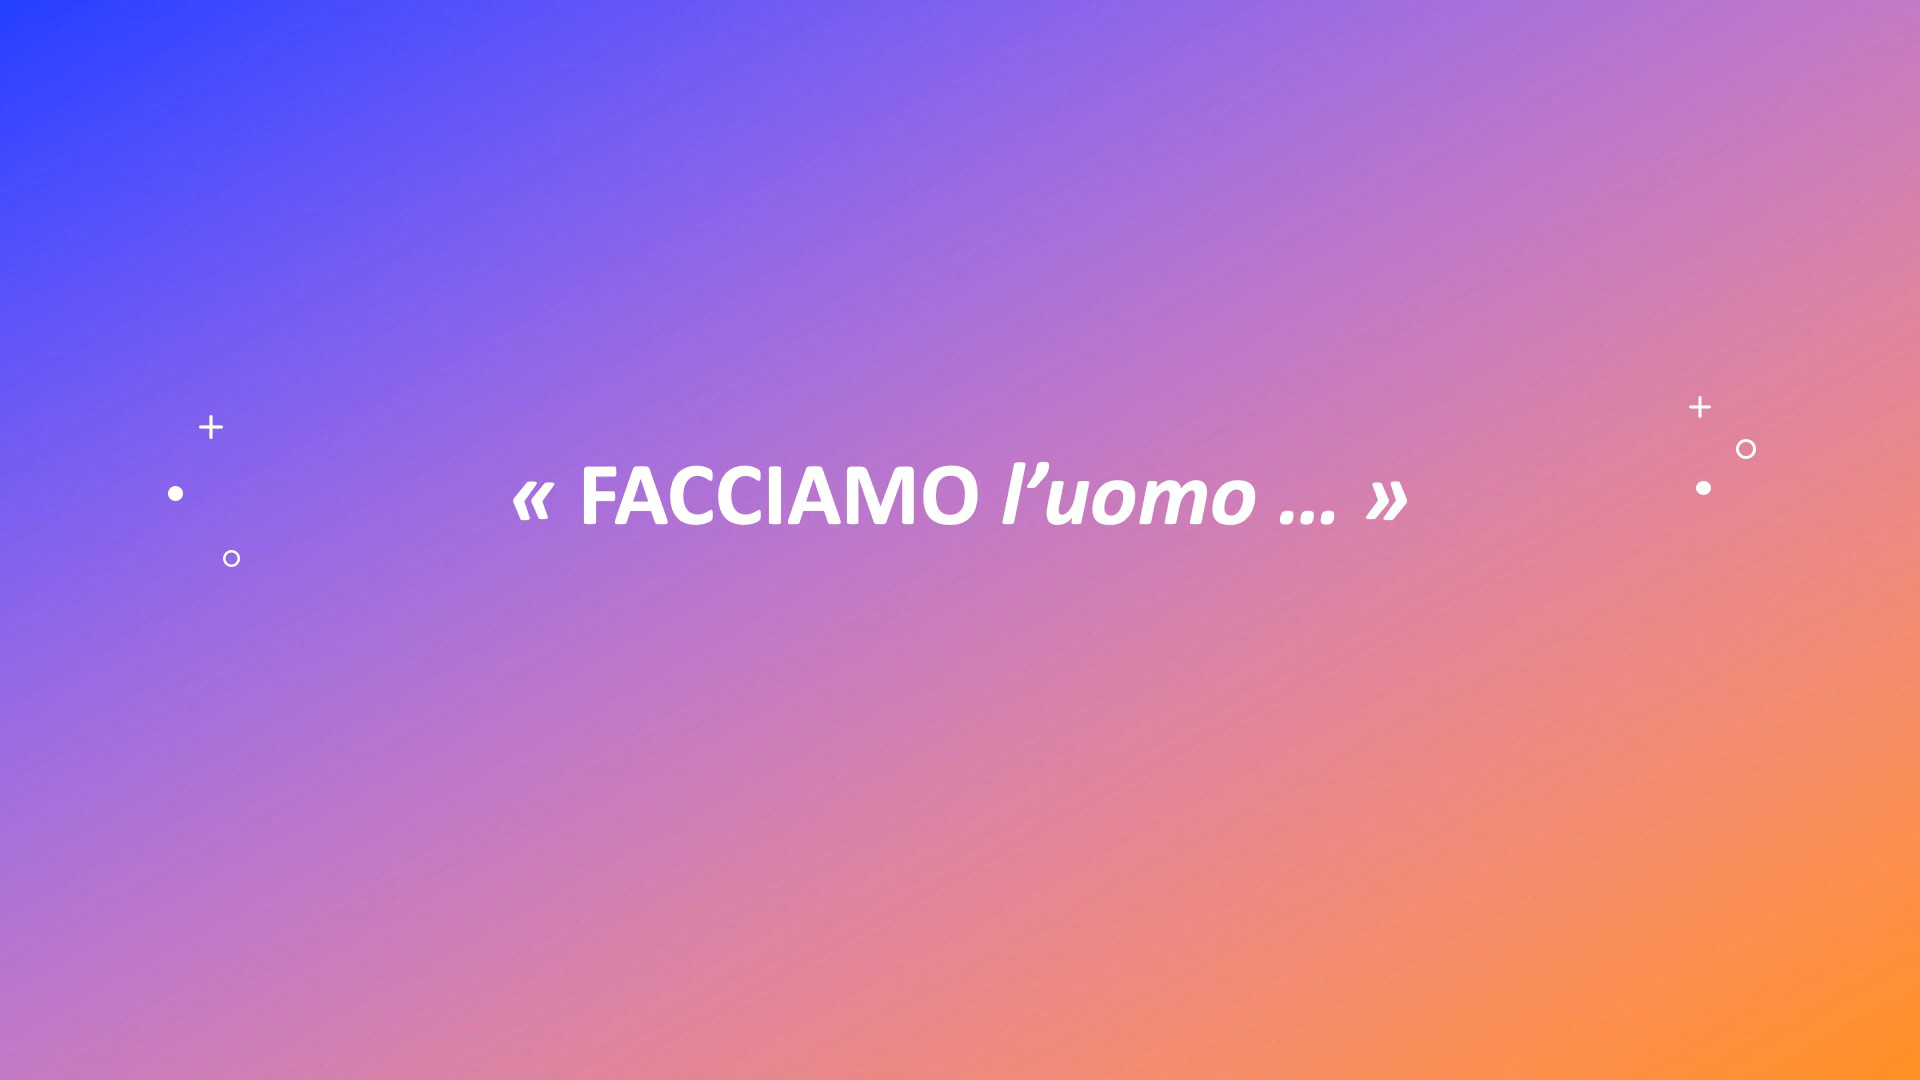 « FACCIAMO l’uomo … »